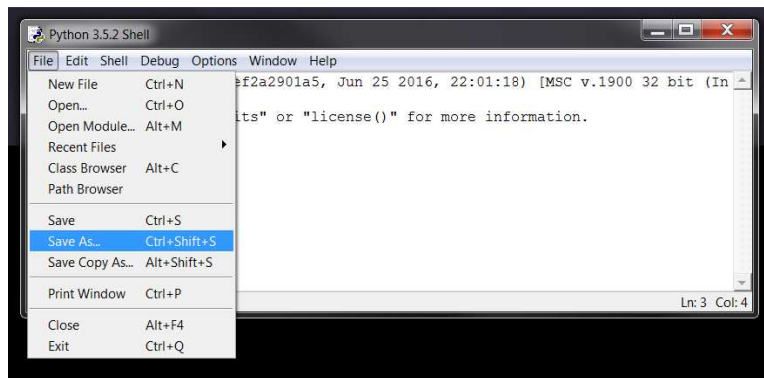 Python 3.5.2 Shell
File Edit Shell Debug Options Window Help
New File Ctrl+N
Open... Ctrl+O
Open Module... Alt+M
Recent Files
Class Browser Alt+C
Path Browser
Save Ctrl+S
Save As... Ctrl+Shift+S
Save Copy As... Alt+Shift+S
Print Window Ctrl+P
Close Alt+F4
Exit Ctrl+Q
ef2a2901a5, Jun 25 2016, 22:01:18) [MSC v.1900 32 bit (In
its" or "license()" for more information.
Ln: 3 Col: 4